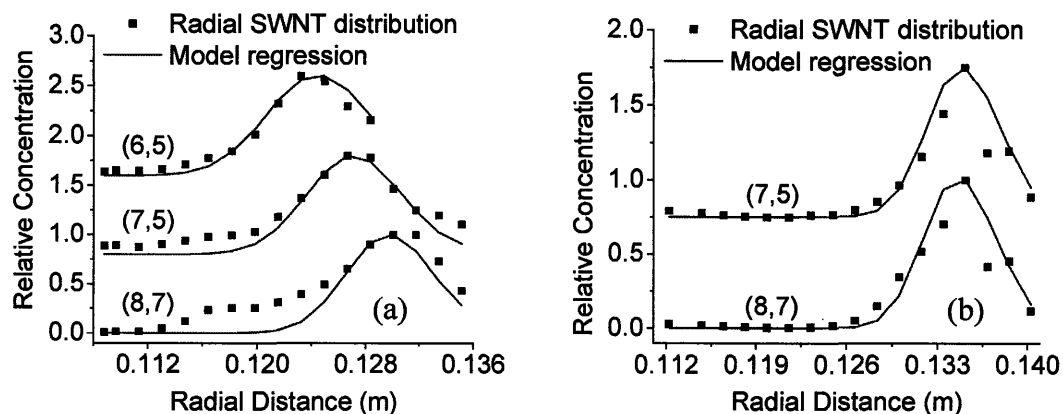 Radial SWNT distribution
Model regression
3.0
2.5
2.0
1.5
1.0
0.5
0.0
Relative Concentration
(6,5)
(7,5)
(8,7)
(a)
0.112 0.120 0.128 0.136
Radial Distance (m)
Radial SWNT distribution
Model regression
2.0
1.5
1.0
0.5
0.0
Relative Concentration
(7,5)
(8,7)
(b)
0.112 0.119 0.126 0.133 0.140
Radial Distance (m)